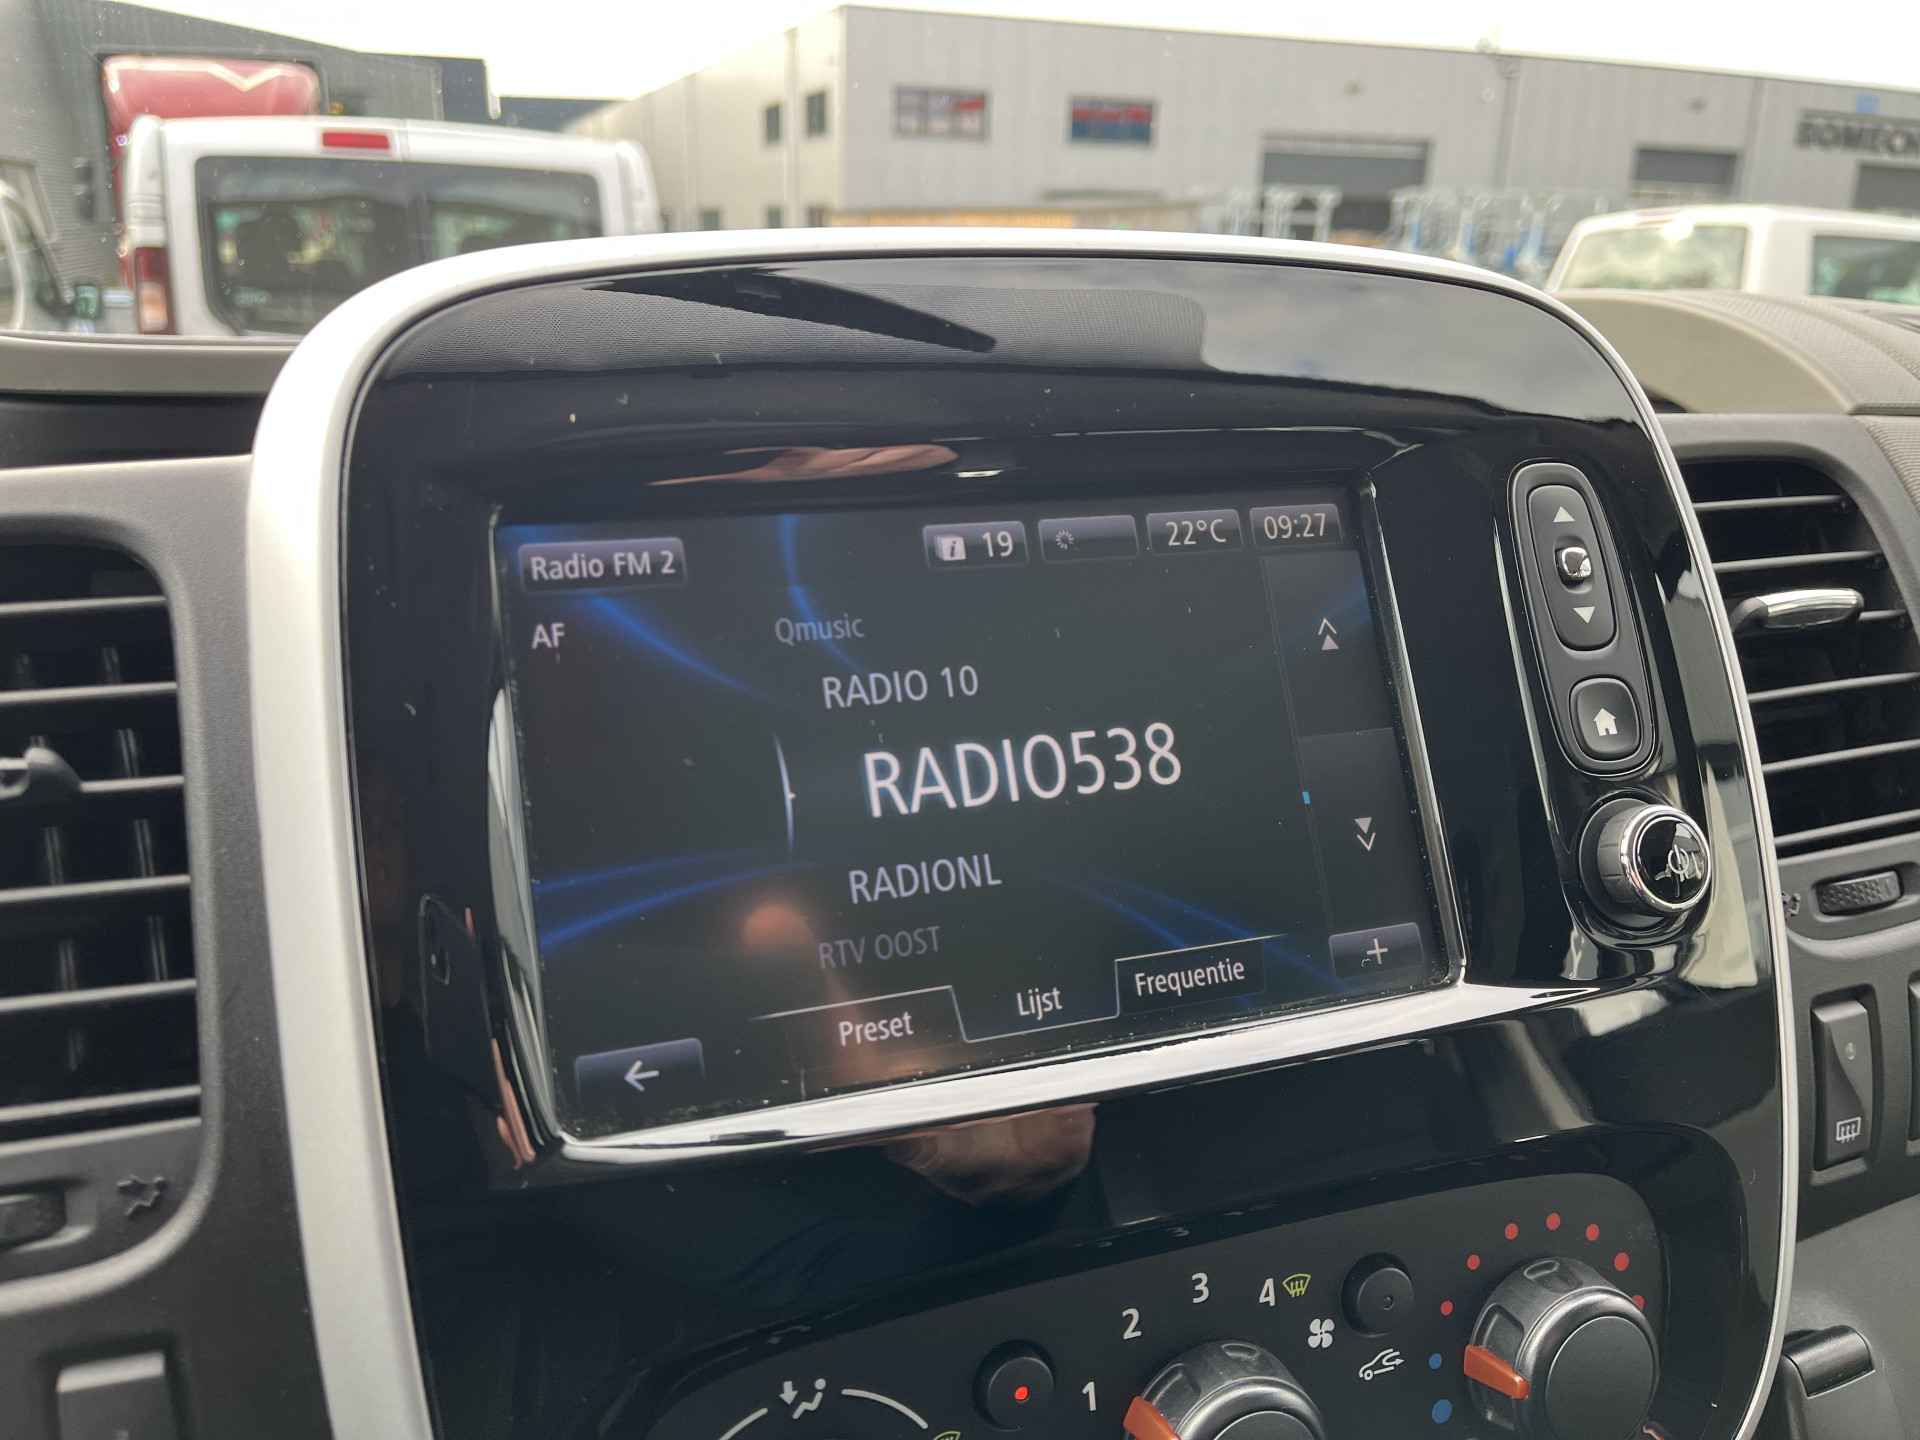 Radio FM 2
19
22°C
09:27
AF
Qmusic
RADIO 10
RADIO538
RADIONL
RTV OOST
Preset
Lijst
Frequentie
+
1
2
3
4